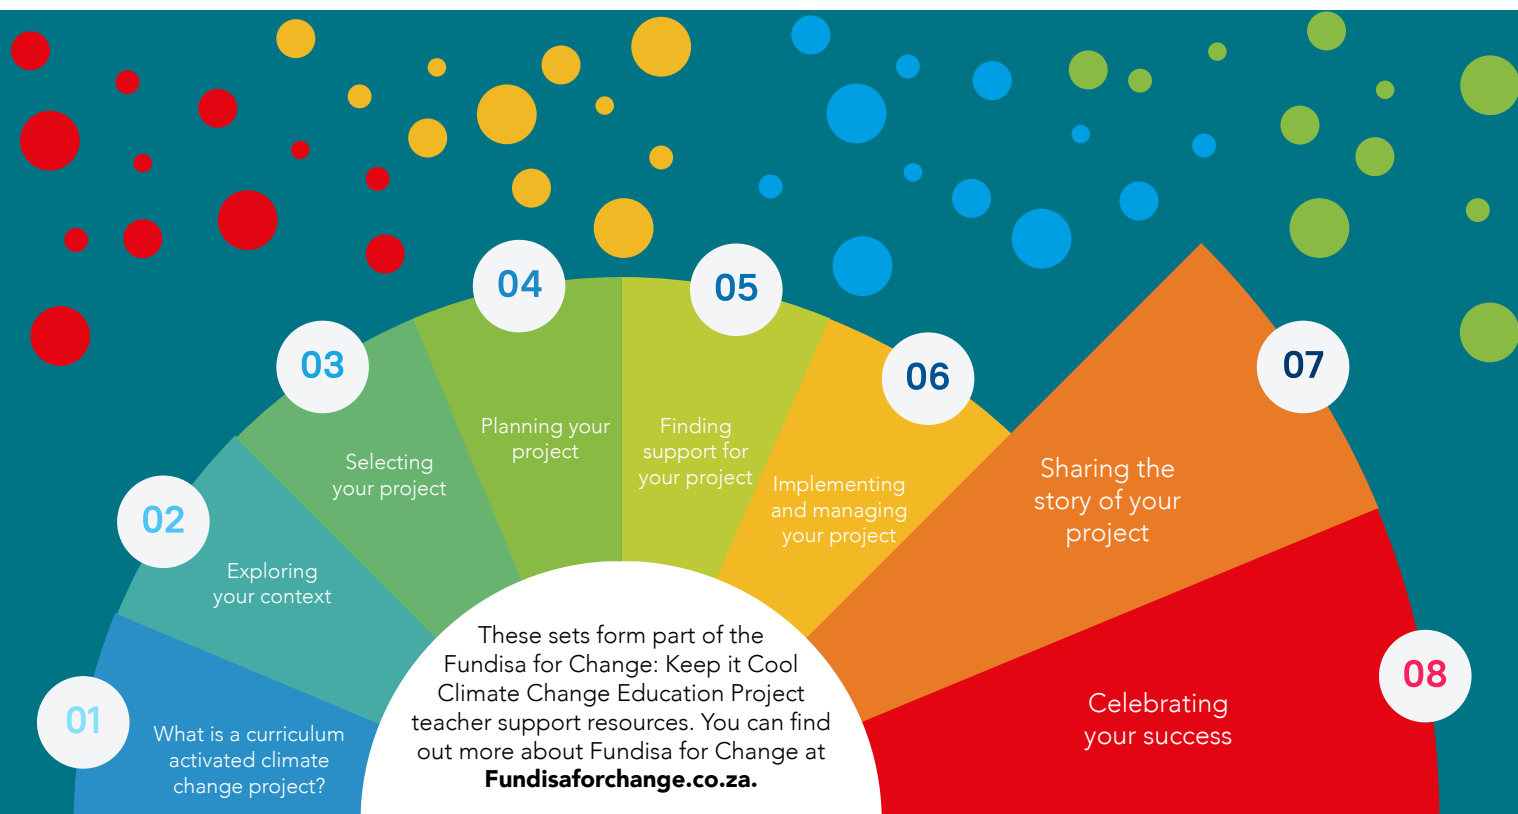 01
What is a curriculum
activated climate
change project?
02
Exploring
your context
03
Selecting
your project
04
Planning your
project
05
Finding
support for
your project
06
Implementing
and managing
your project
07
Sharing the
story of your
project
08
Celebrating
your success
These sets form part of the
Fundisa for Change: Keep it Cool
Climate Change Education Project
teacher support resources. You can find
out more about Fundisa for Change at
Fundisaforchange.co.za.